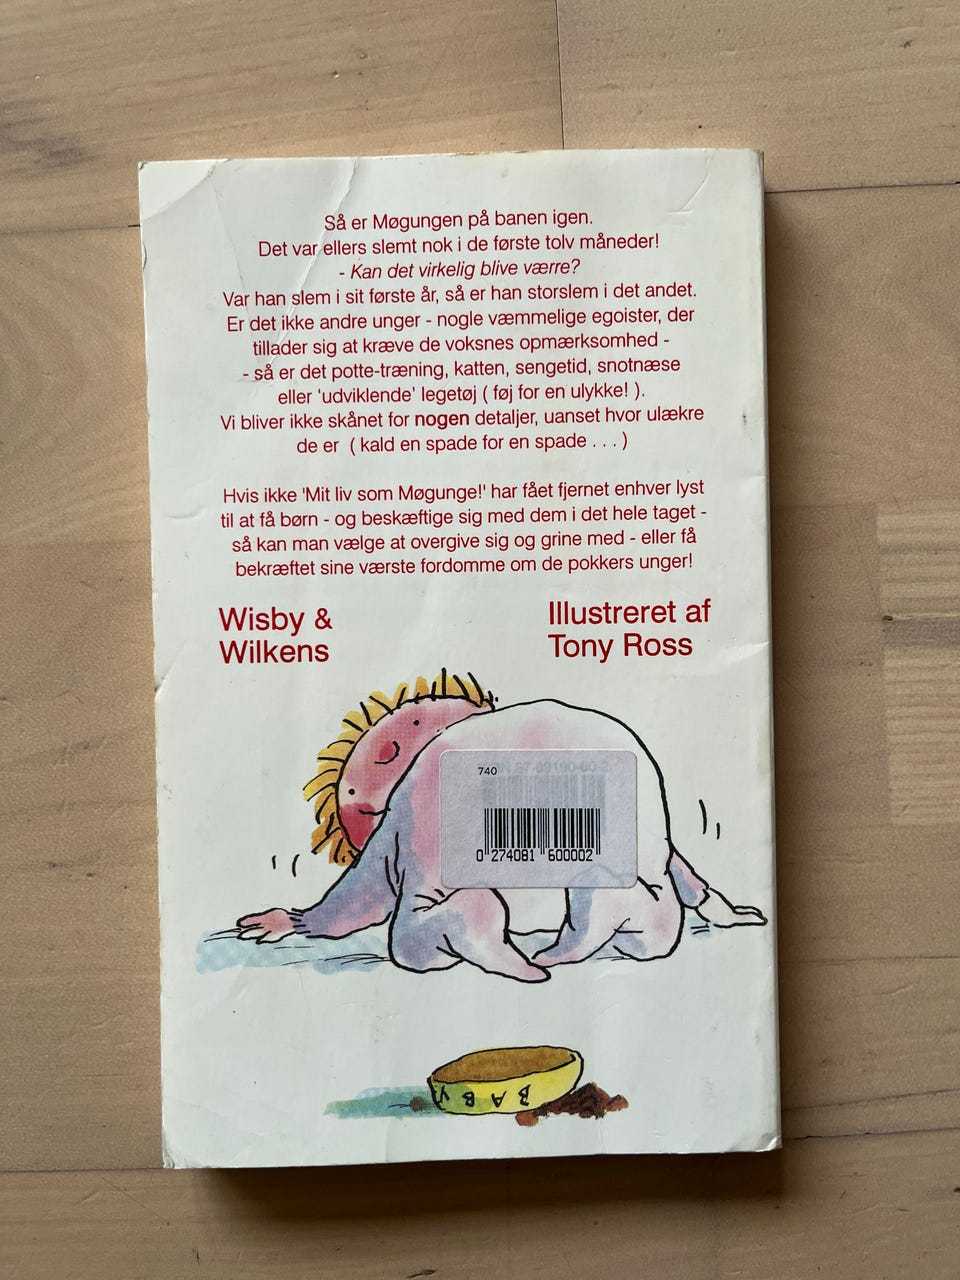 Så er Møgungen på banen igen.
Det var ellers slemt nok i de første tolv måneder!
- Kan det virkelig blive værre?
Var han slem i sit første år, så er han storslem i det andet.
Er det ikke andre unger - nogle væmmelige egoister, der
tillader sig at kræve de voksnes opmærksomhed -
- så er det potte-træning, katten, sengetid, snotnæse
eller 'udviklende' legetøj ( føj for en ulykke! ).
Vi bliver ikke skånet for nogen detaljer, uanset hvor ulækre
de er ( kald en spade for en spade . . . )
Hvis ikke 'Mit liv som Møgunge!' har fået fjernet enhver lyst
til at få børn - og beskæftige sig med dem i det hele taget -
så kan man vælge at overgive sig og grine med - eller få
bekræftet sine værste fordomme om de pokkers unger!
Wisby &
Wilkens
Illustreret af
Tony Ross
740
0 274081 600002
BABY